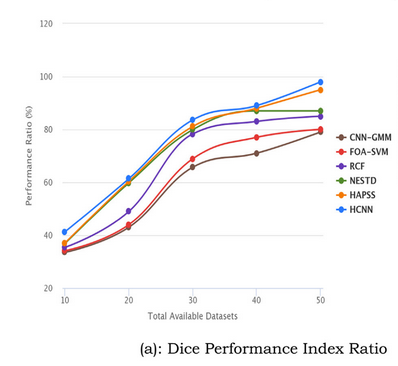 120
100
80
60
40
20
Performance Ratio (%)
10 20 30 40 50
Total Available Datasets
CNN-GMM
FOA-SVM
RCF
NESTD
HAPSS
HCNN
(a): Dice Performance Index Ratio